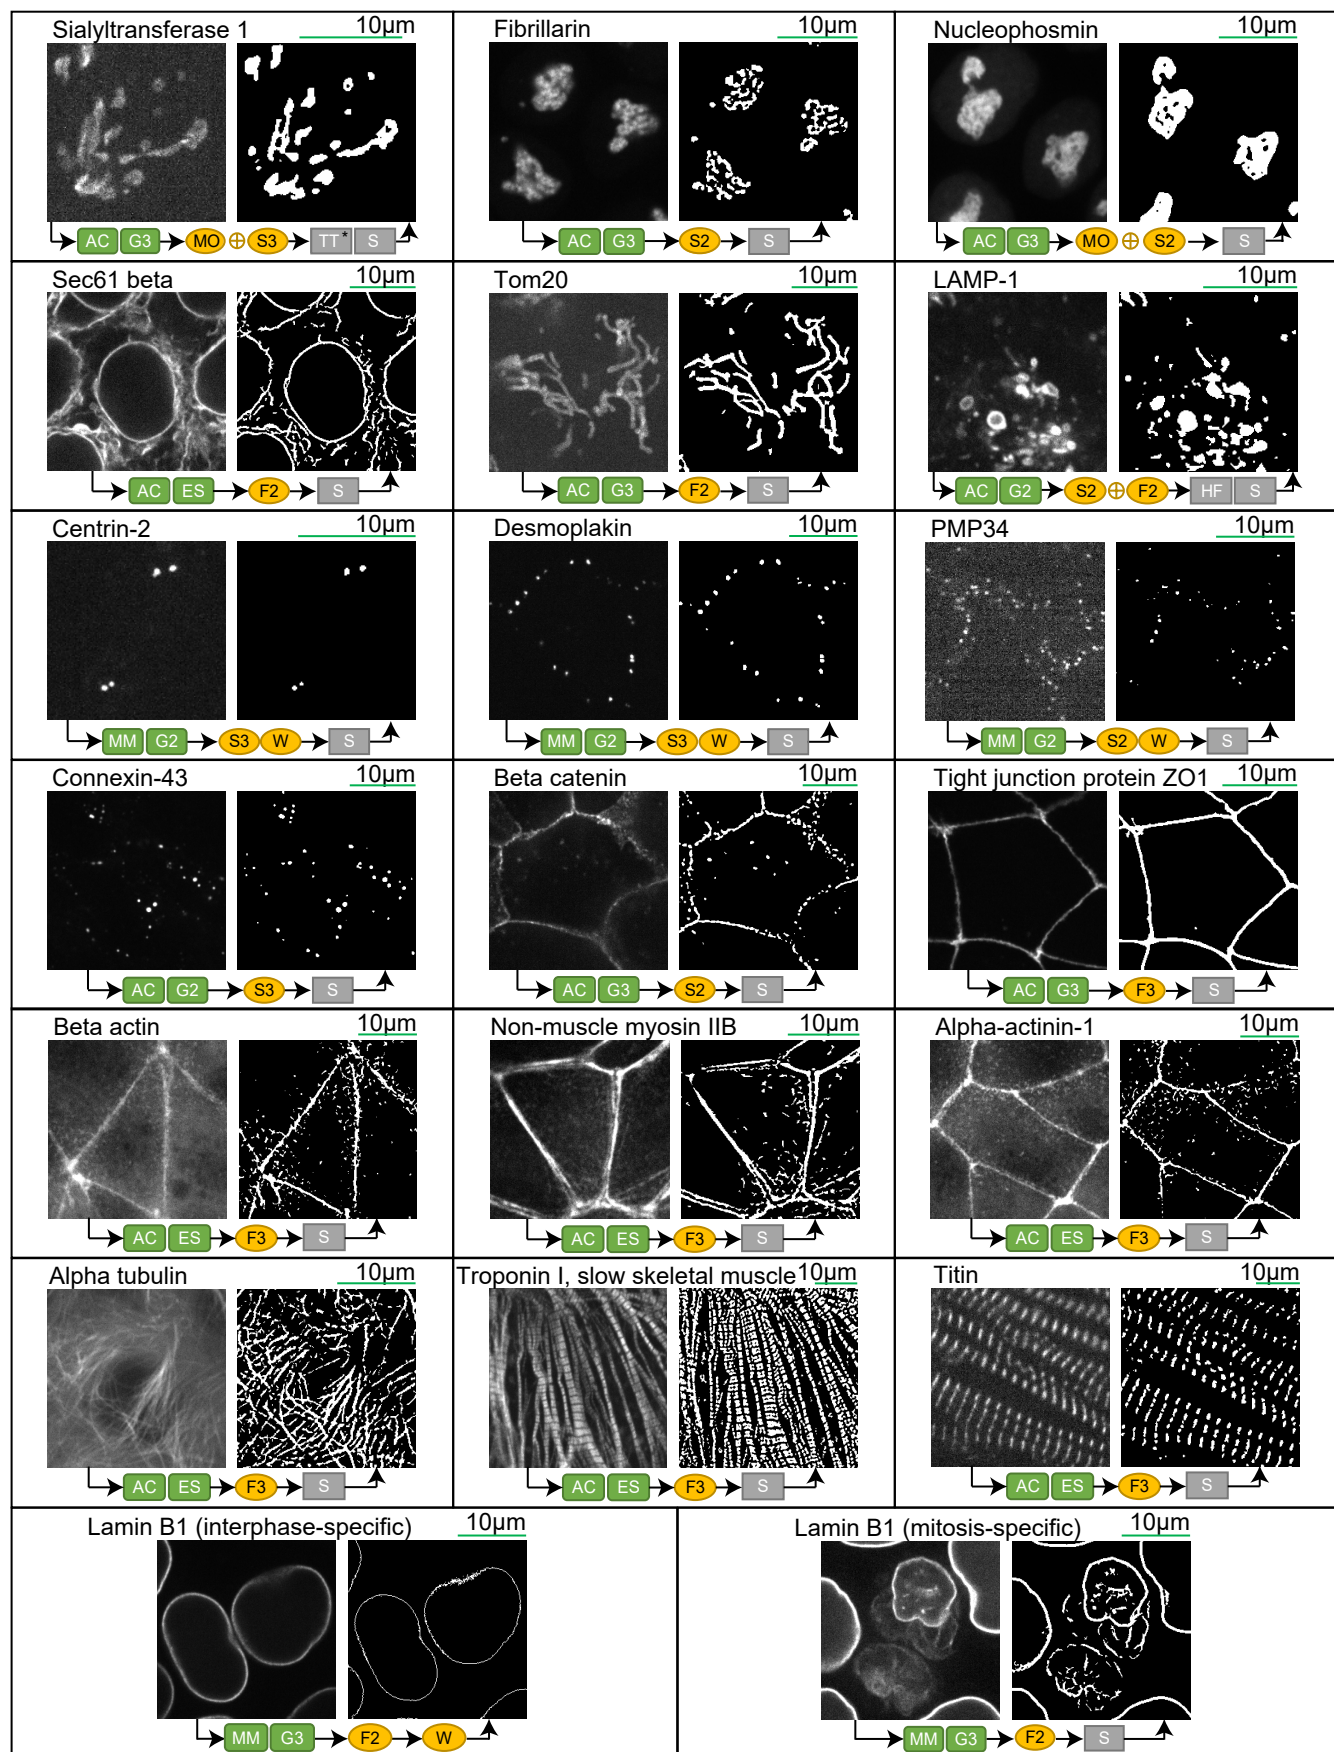 Sialyltransferase 1 10µm
AC G3 MO ⊕ S3 TT* S
Fibrillarin 10µm
AC G3 S2 S
Nucleophosmin 10µm
AC G3 MO ⊕ S2 S
Sec61 beta 10µm
AC ES F2 S
Tom20 10µm
AC G3 F2 S
LAMP-1 10µm
AC G2 S2 ⊕ F2 HF S
Centrin-2 10µm
MM G2 S3 W S
Desmoplakin 10µm
MM G2 S3 W S
PMP34 10µm
MM G2 S2 W S
Connexin-43 10µm
AC G2 S3 S
Beta catenin 10µm
AC G3 S2 S
Tight junction protein ZO1 10µm
AC G3 F3 S
Beta actin 10µm
AC ES F3 S
Non-muscle myosin IIB 10µm
AC ES F3 S
Alpha-actinin-1 10µm
AC ES F3 S
Alpha tubulin 10µm
AC ES F3 S
Troponin I, slow skeletal muscle 10µm
AC ES F3 S
Titin 10µm
AC ES F3 S
Lamin B1 (interphase-specific) 10µm
MM G3 F2 W
Lamin B1 (mitosis-specific) 10µm
MM G3 F2 S